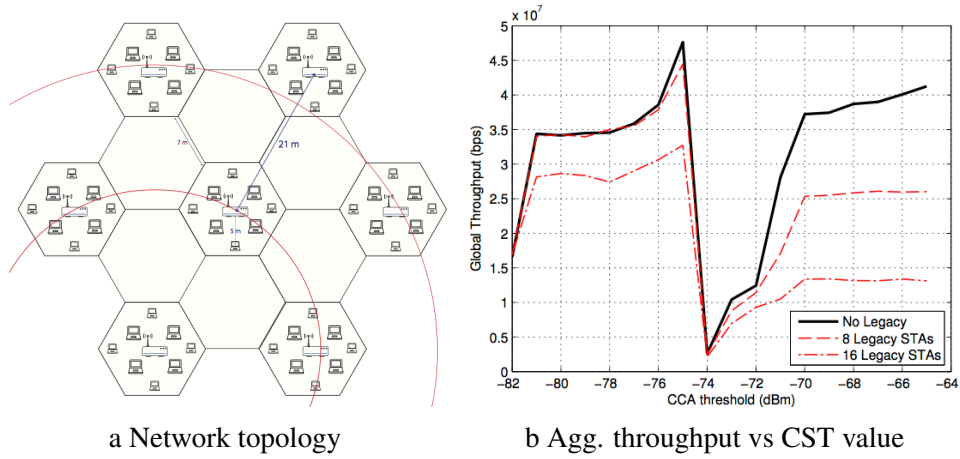 7 m
21 m
5 m
a Network topology
x 10^7
5
4.5
4
3.5
3
2.5
2
1.5
1
0.5
0
Global Throughput (bps)
−82 −80 −78 −76 −74 −72 −70 −68 −66 −64
CCA threshold (dBm)
No Legacy
8 Legacy STAs
16 Legacy STAs
b Agg. throughput vs CST value